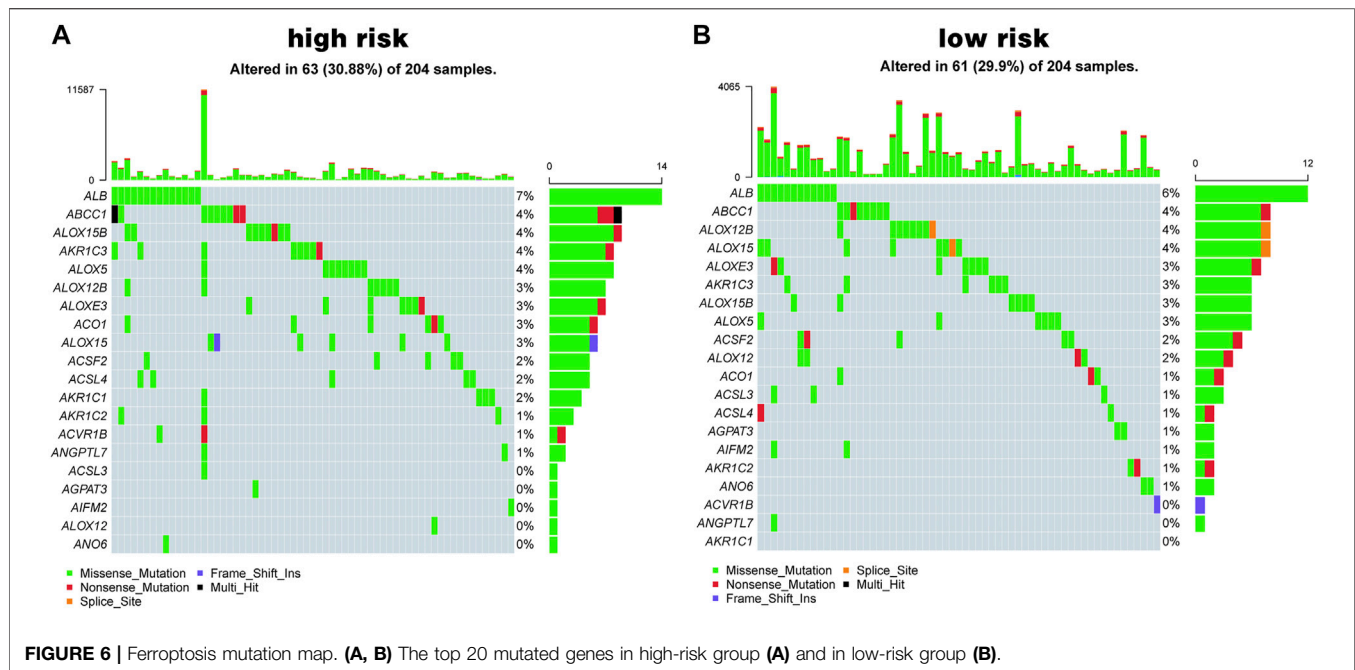 A
high risk
Altered in 63 (30.88%) of 204 samples.
11587
0
0 14
ALB 7%
ABCC1 4%
ALOX15B 4%
AKR1C3 4%
ALOX5 4%
ALOX12B 3%
ALOXE3 3%
ACO1 3%
ALOX15 3%
ACSF2 2%
ACSL4 2%
AKR1C1 2%
AKR1C2 1%
ACVR1B 1%
ANGPTL7 1%
ACSL3 0%
AGPAT3 0%
AIFM2 0%
ALOX12 0%
ANO6 0%
Missense_Mutation Frame_Shift_Ins
Nonsense_Mutation Multi_Hit
Splice_Site
B
low risk
Altered in 61 (29.9%) of 204 samples.
4065
0
0 12
ALB 6%
ABCC1 4%
ALOX12B 4%
ALOX15 4%
ALOXE3 3%
AKR1C3 3%
ALOX15B 3%
ALOX5 3%
ACSF2 2%
ALOX12 2%
ACO1 1%
ACSL3 1%
ACSL4 1%
AGPAT3 1%
AIFM2 1%
AKR1C2 1%
ANO6 1%
ACVR1B 0%
ANGPTL7 0%
AKR1C1 0%
Missense_Mutation Splice_Site
Nonsense_Mutation Multi_Hit
Frame_Shift_Ins
FIGURE 6 | Ferroptosis mutation map. (A, B) The top 20 mutated genes in high-risk group (A) and in low-risk group (B).